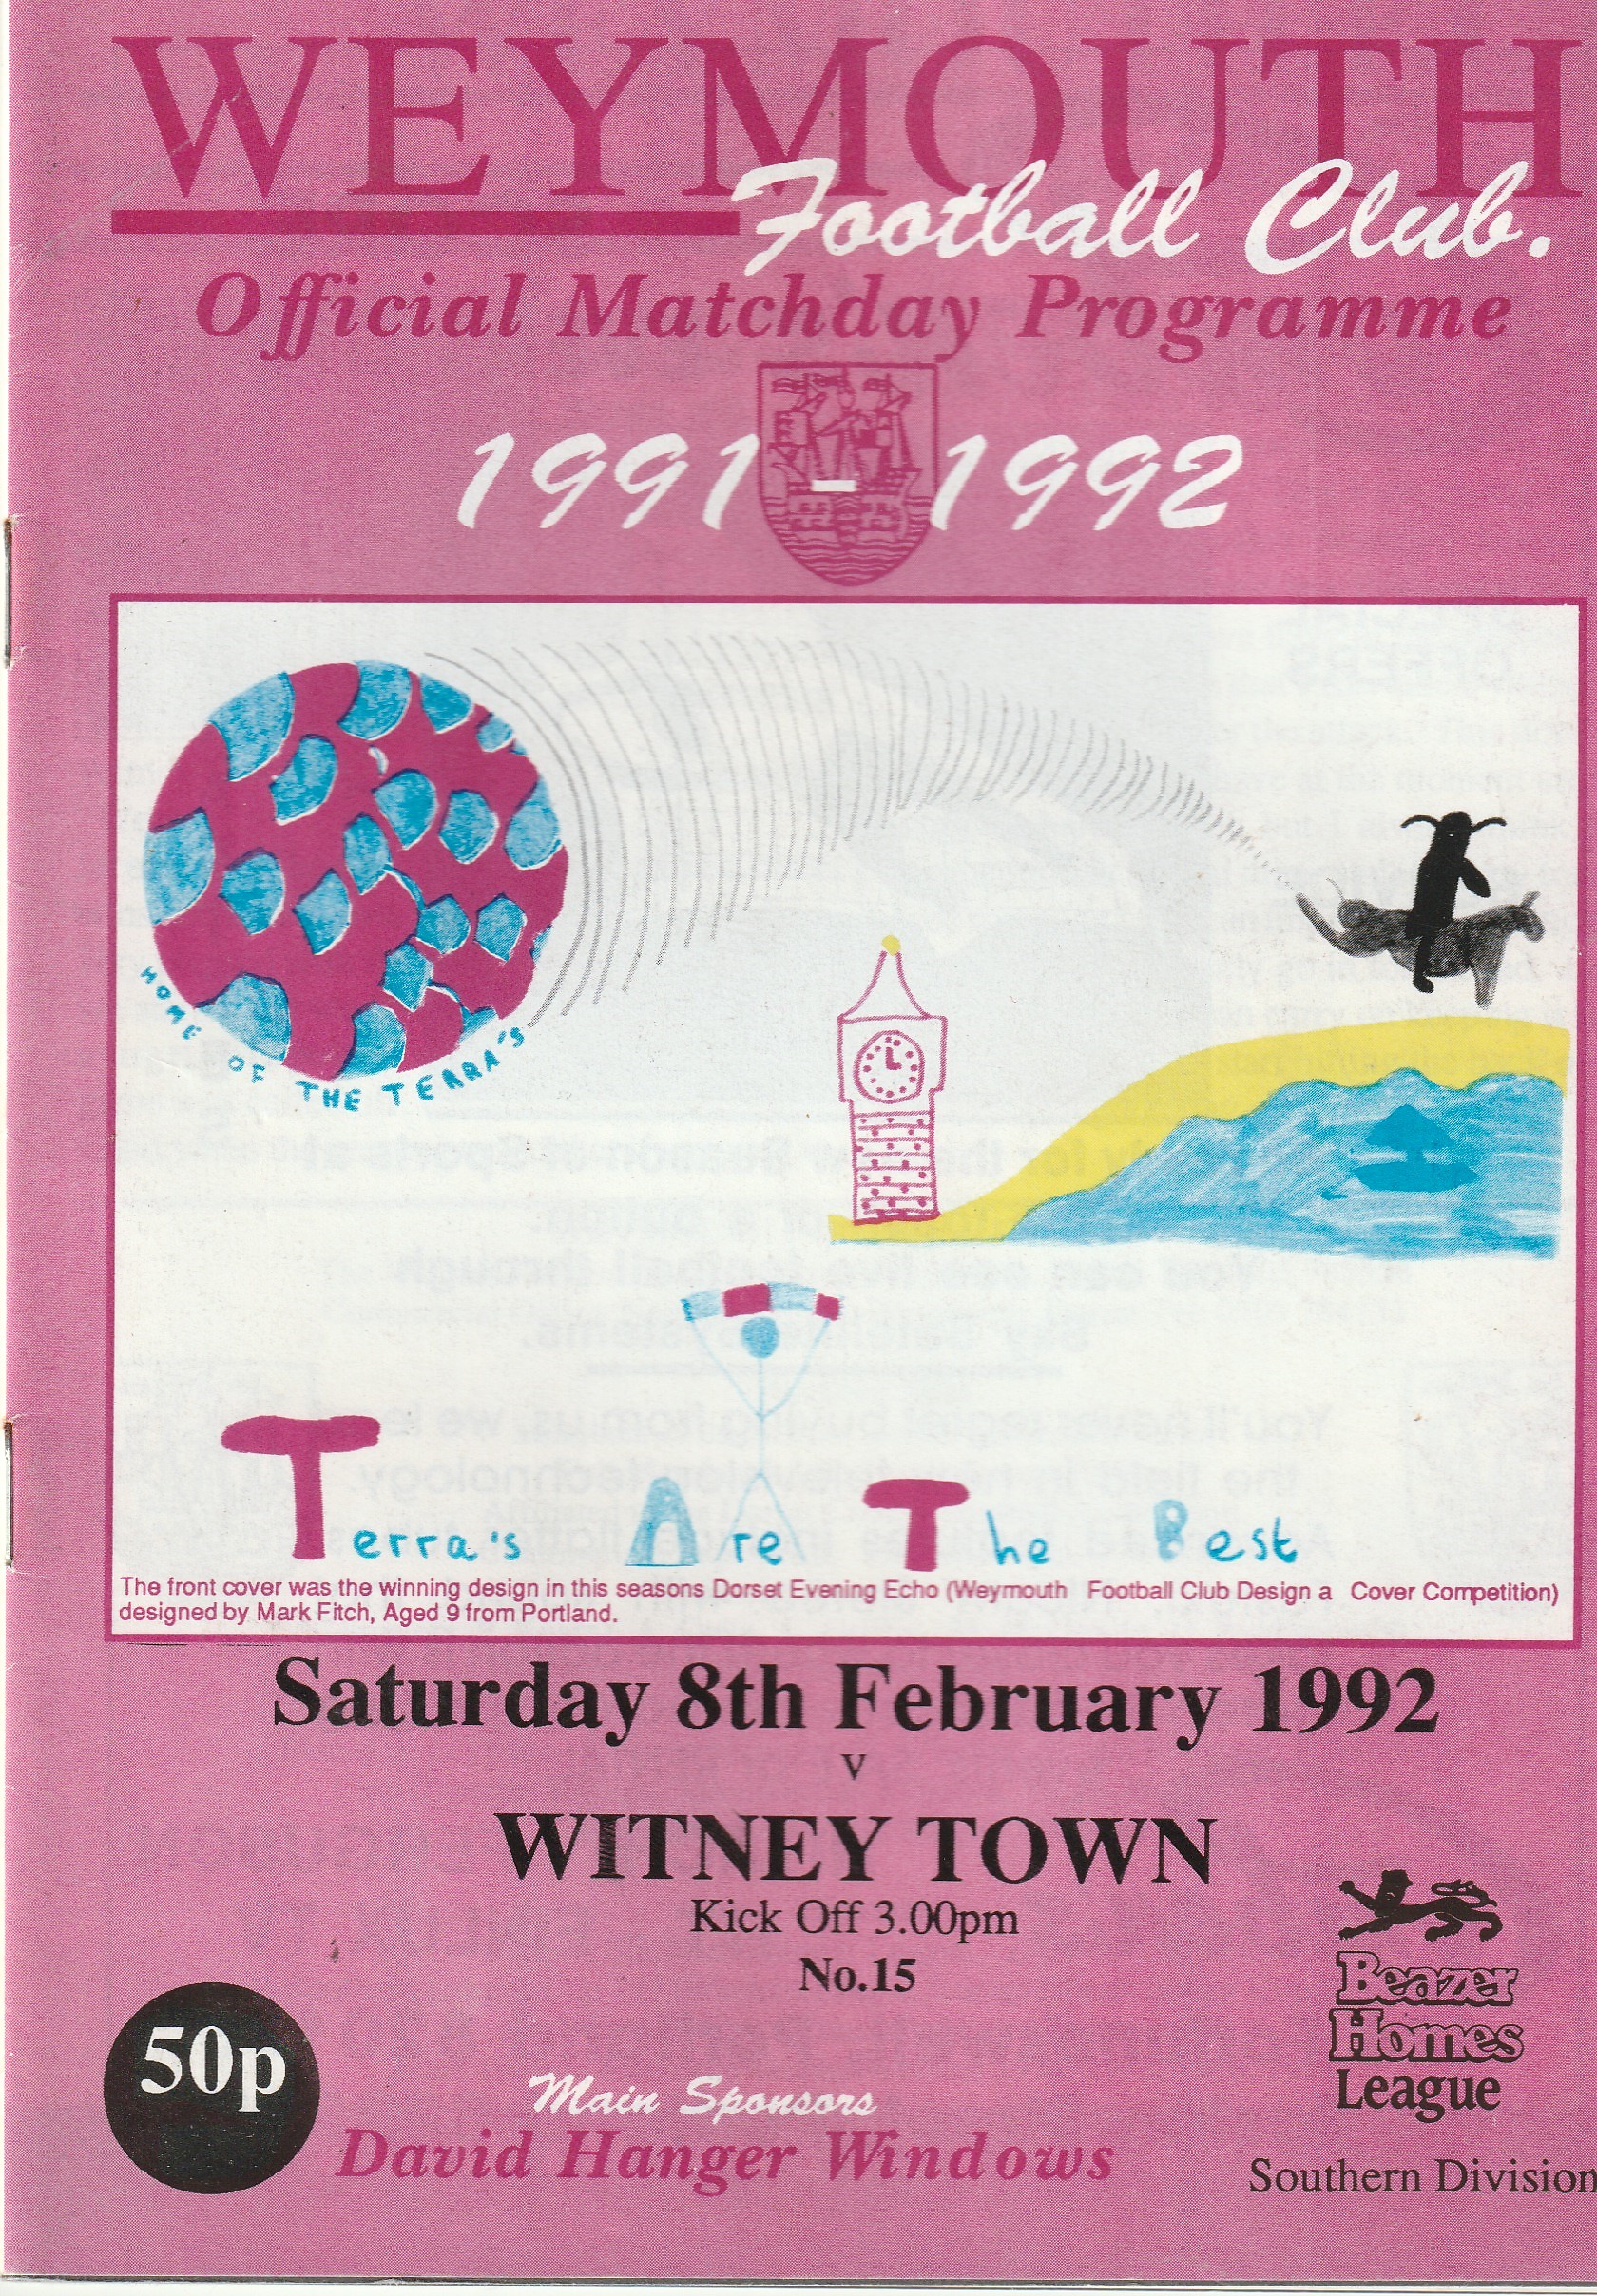 WEYMOUTH
Football Club.
Official Matchday Programme
1991-1992
HOME OF THE TERRA'S
Terra's Are The Best
The front cover was the winning design in this seasons Dorset Evening Echo (Weymouth Football Club Design a Cover Competition)
designed by Mark Fitch, Aged 9 from Portland.
Saturday 8th February 1992
v
WITNEY TOWN
Kick Off 3.00pm
No.15
50p
Main Sponsors
David Hanger Windows
Beazer
Homes
League
Southern Division